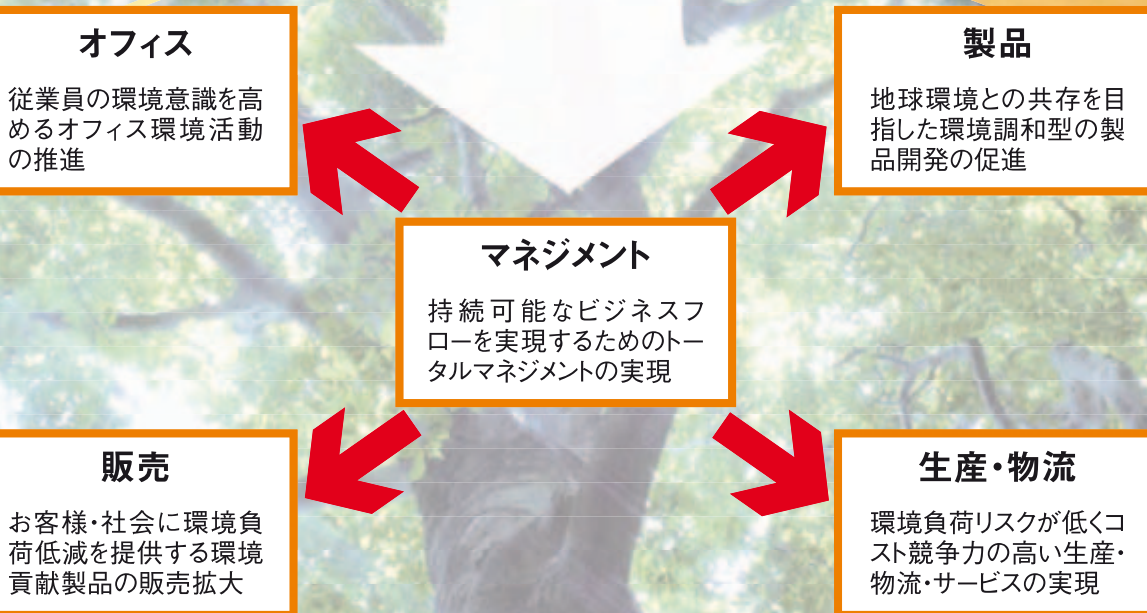 オフィス
従業員の環境意識を高
めるオフィス環境活動
の推進
製品
地球環境との共存を目
指した環境調和型の製
品開発の促進
マネジメント
持続可能なビジネスフ
ローを実現するためのトー
タルマネジメントの実現
販売
お客様・社会に環境負
荷低減を提供する環境
貢献製品の販売拡大
生産・物流
環境負荷リスクが低くコ
スト競争力の高い生産・
物流・サービスの実現